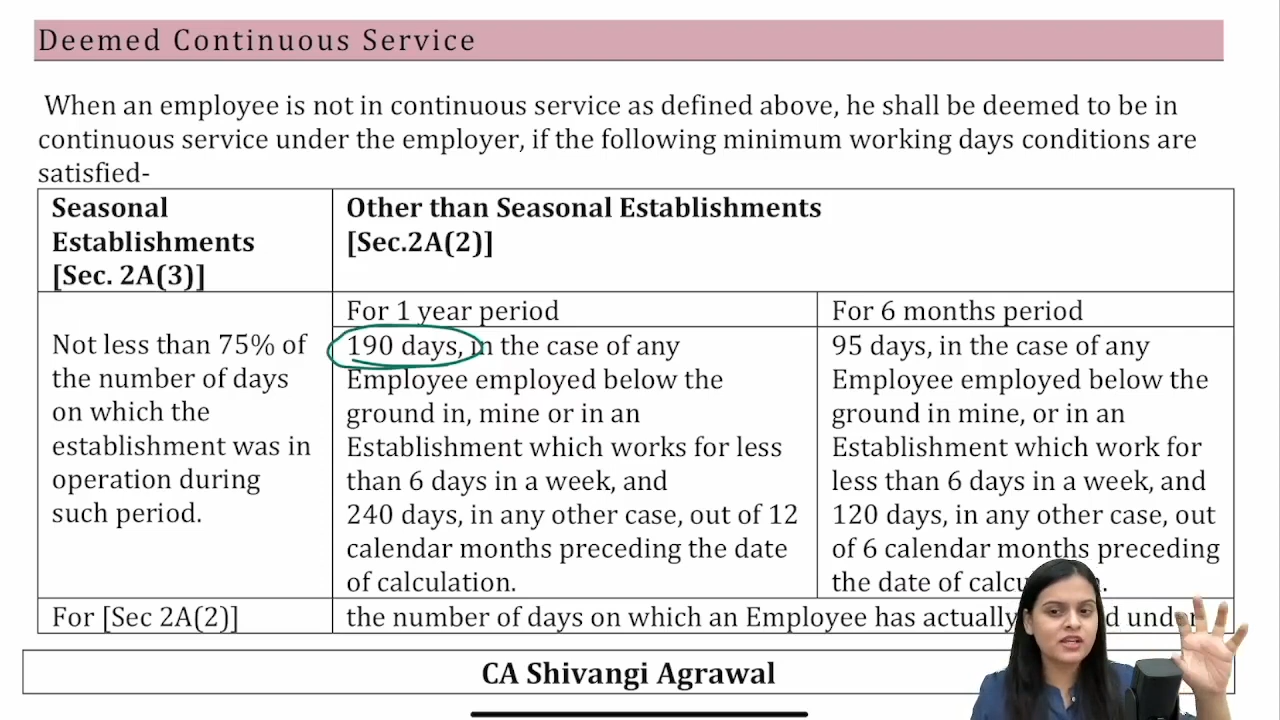 Deemed Continuous Service
When an employee is not in continuous service as defined above, he shall be deemed to be in
continuous service under the employer, if the following minimum working days conditions are
satisfied-
Seasonal
Establishments
[Sec. 2A(3)]
Other than Seasonal Establishments
[Sec.2A(2)]
Not less than 75% of
the number of days
on which the
establishment was in
operation during
such period.
For 1 year period
190 days, in the case of any
Employee employed below the
ground in, mine or in an
Establishment which works for less
than 6 days in a week, and
240 days, in any other case, out of 12
calendar months preceding the date
of calculation.
For 6 months period
95 days, in the case of any
Employee employed below the
ground in mine, or in an
Establishment which work for
less than 6 days in a week, and
120 days, in any other case, out
of 6 calendar months preceding
the date of
For [Sec 2A(2)]
the number of days on which an Employee has actually
CA Shivangi Agrawal